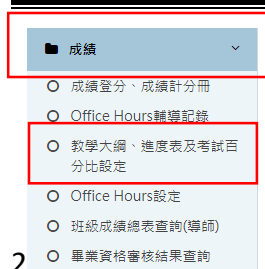 成績
成績登分、成績計分冊
Office Hours輔導記錄
教學大綱、進度表及考試百
分比設定
Office Hours設定
班級成績總表查詢(導師)
2
畢業資格審核結果查詢